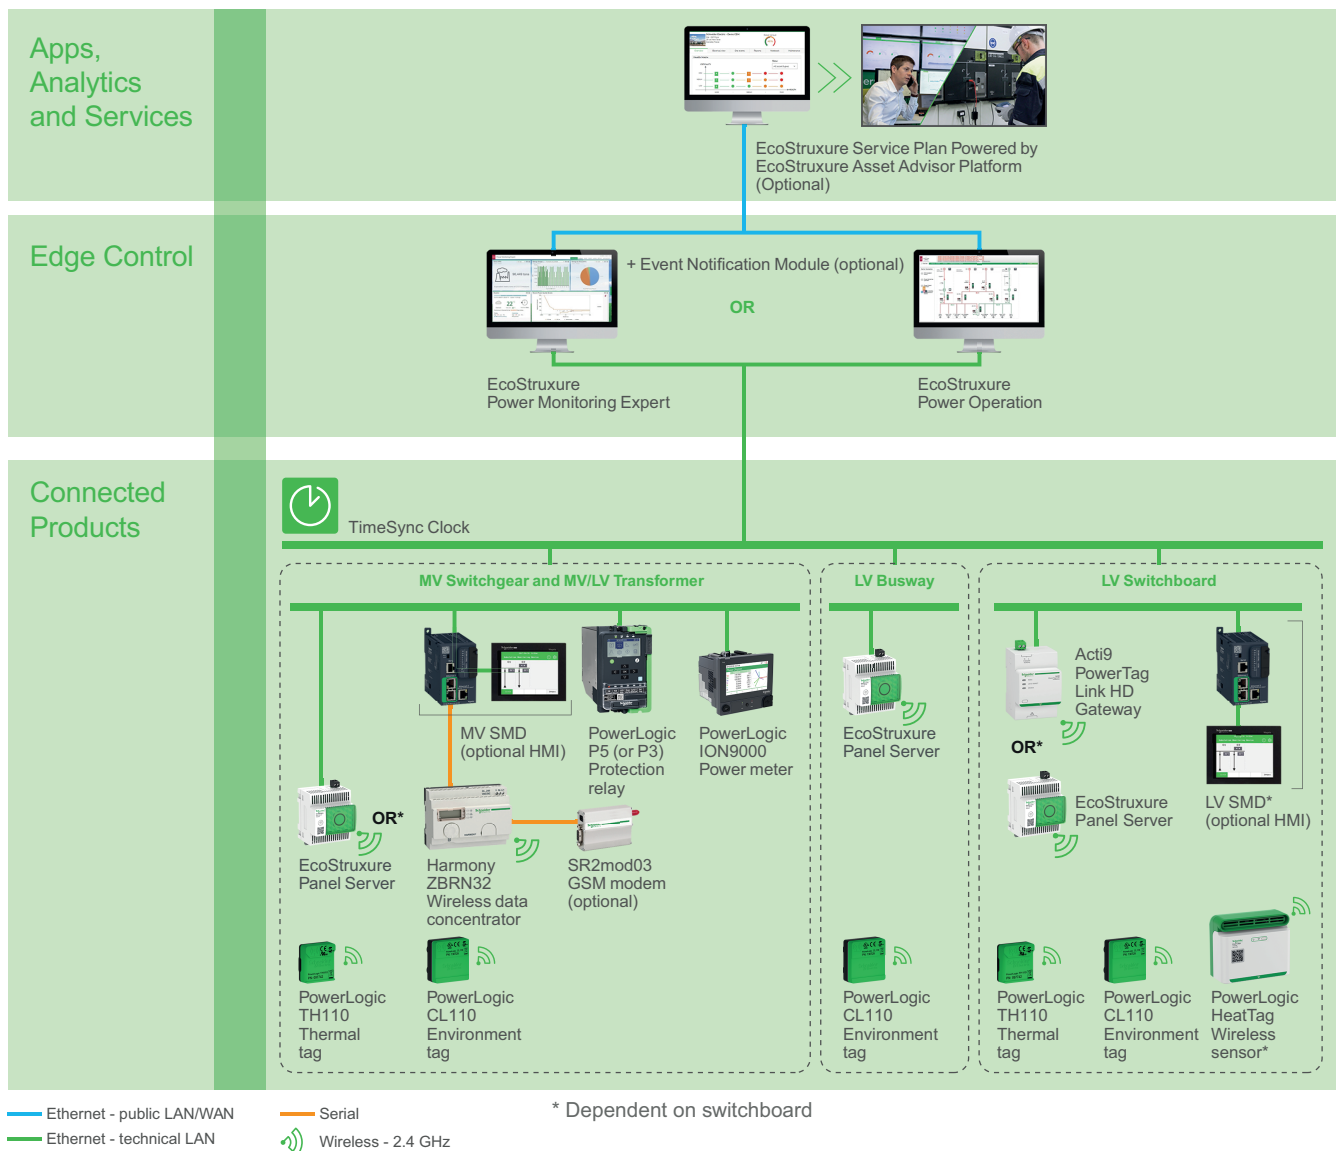 Apps,
Analytics
and Services
EcoStruxure Service Plan Powered by
EcoStruxure Asset Advisor Platform
(Optional)
Edge Control
+ Event Notification Module (optional)
OR
EcoStruxure
Power Monitoring Expert
EcoStruxure
Power Operation
Connected
Products
TimeSync Clock
MV Switchgear and MV/LV Transformer
LV Busway
LV Switchboard
MV SMD
(optional HMI)
PowerLogic
P5 (or P3)
Protection
relay
PowerLogic
ION9000
Power meter
EcoStruxure
Panel Server
Acti9
PowerTag
Link HD
Gateway
OR*
EcoStruxure
Panel Server
LV SMD*
(optional HMI)
OR*
EcoStruxure
Panel Server
Harmony
ZBRN32
Wireless data
concentrator
SR2mod03
GSM modem
(optional)
PowerLogic
TH110
Thermal
tag
PowerLogic
CL110
Environment
tag
PowerLogic
CL110
Environment
tag
PowerLogic
TH110
Thermal
tag
PowerLogic
CL110
Environment
tag
PowerLogic
HeatTag
Wireless
sensor*
Ethernet - public LAN/WAN
Ethernet - technical LAN
Serial
Wireless - 2.4 GHz
* Dependent on switchboard